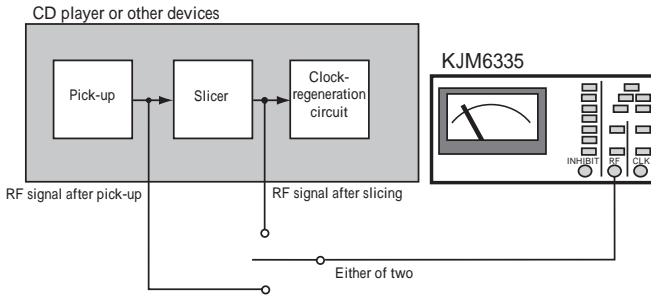 CD player or other devices
KJM6335
Pick-up
Slicer
Clock-
regeneration
circuit
INHIBIT
RF
CLK
RF signal after pick-up
RF signal after slicing
Either of two